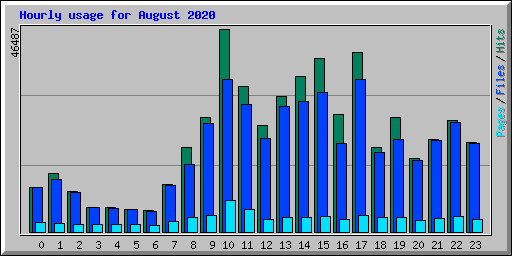 Hourly usage for August 2020
46487
Pages/Files/Hits
0 1 2 3 4 5 6 7 8 9 10 11 12 13 14 15 16 17 18 19 20 21 22 23